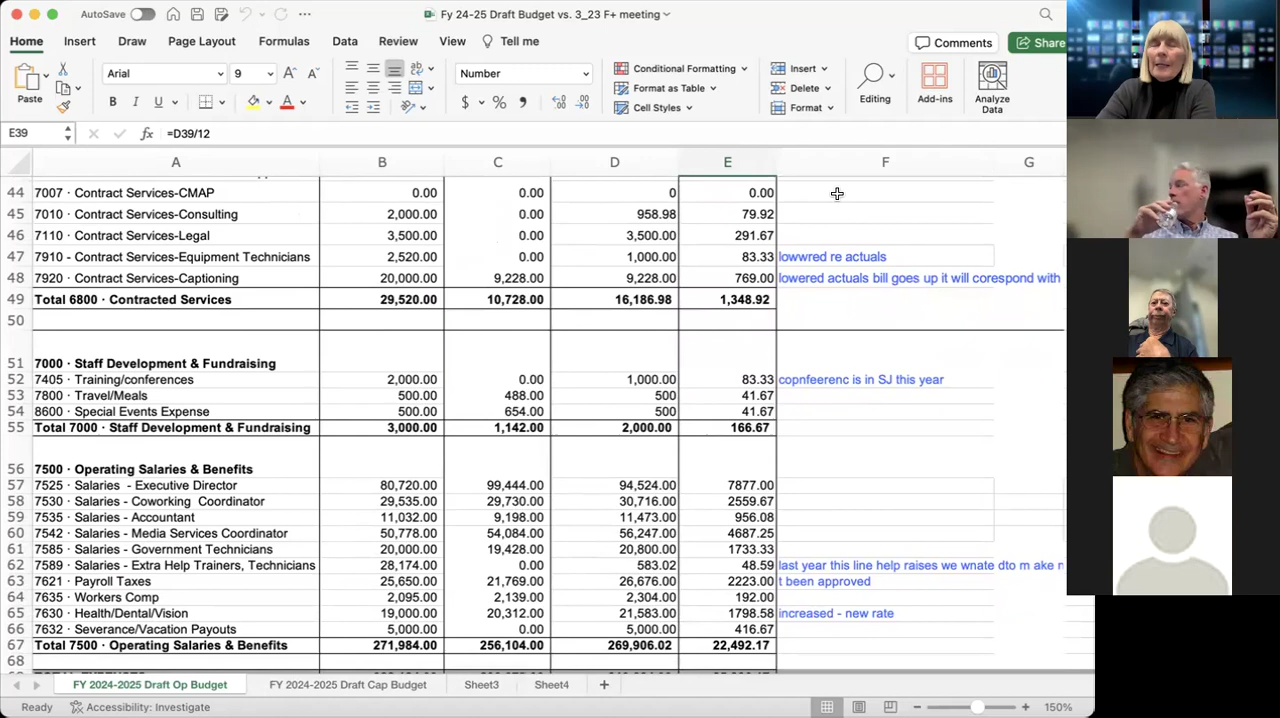 AutoSave
Fy 24-25 Draft Budget vs. 3_23 F+ meeting
Home Insert Draw Page Layout Formulas Data Review View Tell me
Comments Share
Paste
Arial 9
B I U A
Number
$ %
Conditional Formatting
Format as Table
Cell Styles
Insert
Delete
Format
Editing
Add-ins
Analyze Data
E39 fx =D39/12
A B C D E F G
44 7007 · Contract Services-CMAP 0.00 0.00 0 0.00
45 7010 · Contract Services-Consulting 2,000.00 0.00 958.98 79.92
46 7110 · Contract Services-Legal 3,500.00 0.00 3,500.00 291.67
47 7910 · Contract Services-Equipment Technicians 2,520.00 0.00 1,000.00 83.33 lowwred re actuals
48 7920 · Contract Services-Captioning 20,000.00 9,228.00 9,228.00 769.00 lowered actuals bill goes up it will corespond with
49 Total 6800 · Contracted Services 29,520.00 10,728.00 16,186.98 1,348.92
50
51 7000 · Staff Development & Fundraising
52 7405 · Training/conferences 2,000.00 0.00 1,000.00 83.33 copnfeerenc is in SJ this year
53 7800 · Travel/Meals 500.00 488.00 500 41.67
54 8600 · Special Events Expense 500.00 654.00 500 41.67
55 Total 7000 · Staff Development & Fundraising 3,000.00 1,142.00 2,000.00 166.67
56 7500 · Operating Salaries & Benefits
57 7525 · Salaries - Executive Director 80,720.00 99,444.00 94,524.00 7877.00
58 7530 · Salaries - Coworking Coordinator 29,535.00 29,730.00 30,716.00 2559.67
59 7535 · Salaries - Accountant 11,032.00 9,198.00 11,473.00 956.08
60 7542 · Salaries - Media Services Coordinator 50,778.00 54,084.00 56,247.00 4687.25
61 7585 · Salaries - Government Technicians 20,000.00 19,428.00 20,800.00 1733.33
62 7589 · Salaries - Extra Help Trainers, Technicians 28,174.00 0.00 583.02 48.59 last year this line help raises we wnate dto m ake
63 7621 · Payroll Taxes 25,650.00 21,769.00 26,676.00 2223.00 t been approved
64 7635 · Workers Comp 2,095.00 2,139.00 2,304.00 192.00
65 7630 · Health/Dental/Vision 19,000.00 20,312.00 21,583.00 1798.58 increased - new rate
66 7632 · Severance/Vacation Payouts 5,000.00 0.00 5,000.00 416.67
67 Total 7500 · Operating Salaries & Benefits 271,984.00 256,104.00 269,906.02 22,492.17
68
FY 2024-2025 Draft Op Budget FY 2024-2025 Draft Cap Budget Sheet3 Sheet4
Ready Accessibility: Investigate 150%